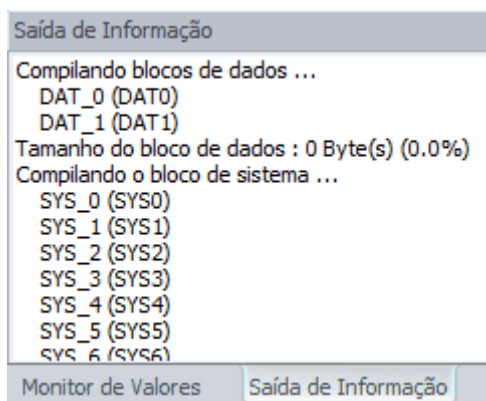 Saída de Informação
Compilando blocos de dados ...
DAT_0 (DAT0)
DAT_1 (DAT1)
Tamanho do bloco de dados : 0 Byte(s) (0.0%)
Compilando o bloco de sistema ...
SYS_0 (SYS0)
SYS_1 (SYS1)
SYS_2 (SYS2)
SYS_3 (SYS3)
SYS_4 (SYS4)
SYS_5 (SYS5)
SYS_6 (SYS6)
Monitor de Valores Saída de Informação